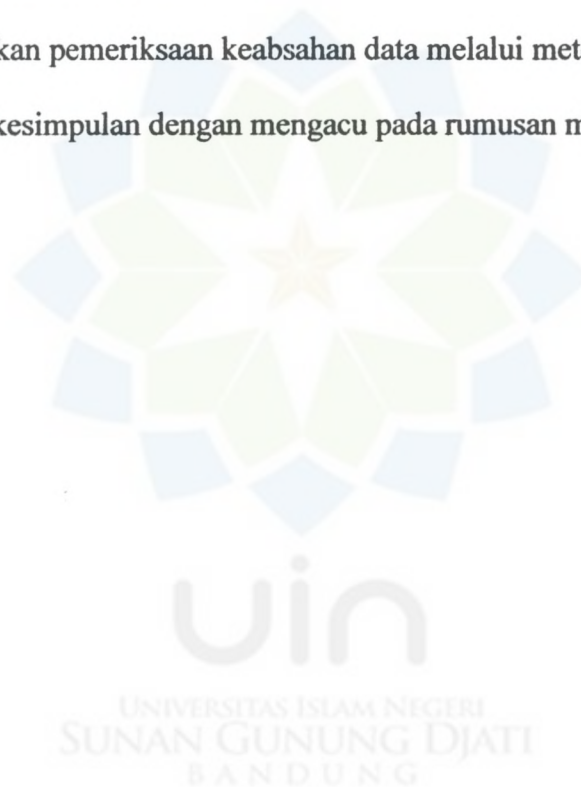 kan pemeriksaan keabsahan data melalui met
kesimpulan dengan mengacu pada rumusan m
uin
UNIVERSITAS ISLAM NEGERI
SUNAN GUNUNG DJATI
BANDUNG